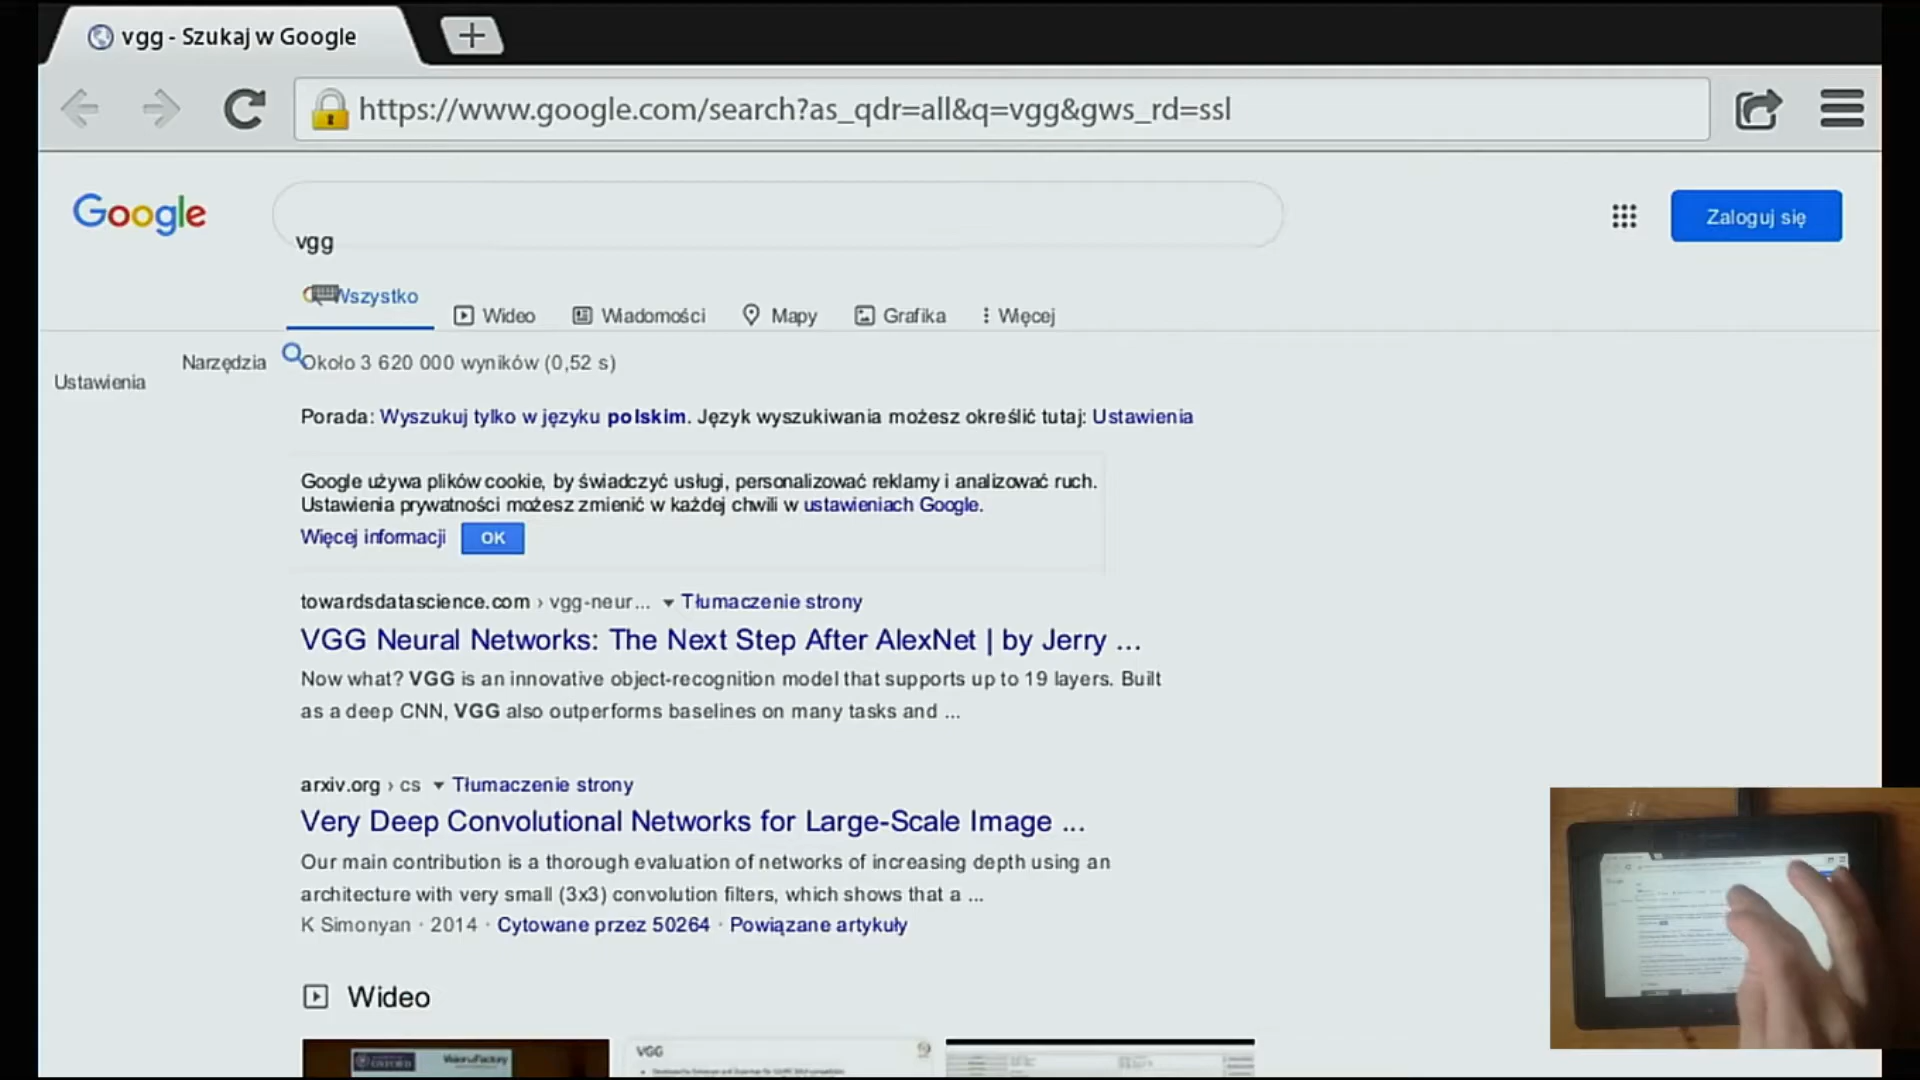 vgg - Szukaj w Google
https://www.google.com/search?as_qdr=all&q=vgg&gws_rd=ssl
Google
vgg
Zaloguj się
Wszystko
Wideo
Wiadomości
Mapy
Grafika
Więcej
Ustawienia
Narzędzia
Około 3 620 000 wyników (0,52 s)
Porada: Wyszukuj tylko w języku polskim. Język wyszukiwania możesz określić tutaj: Ustawienia
Google używa plików cookie, by świadczyć usługi, personalizować reklamy i analizować ruch.
Ustawienia prywatności możesz zmienić w każdej chwili w ustawieniach Google.
Więcej informacji
OK
towardsdatascience.com › vgg-neur... Tłumaczenie strony
VGG Neural Networks: The Next Step After AlexNet | by Jerry ...
Now what? VGG is an innovative object-recognition model that supports up to 19 layers. Built
as a deep CNN, VGG also outperforms baselines on many tasks and ...
arxiv.org › cs Tłumaczenie strony
Very Deep Convolutional Networks for Large-Scale Image ...
Our main contribution is a thorough evaluation of networks of increasing depth using an
architecture with very small (3x3) convolution filters, which shows that a ...
K Simonyan · 2014 · Cytowane przez 50264 · Powiązane artykuły
Wideo
OXFORD
VGG